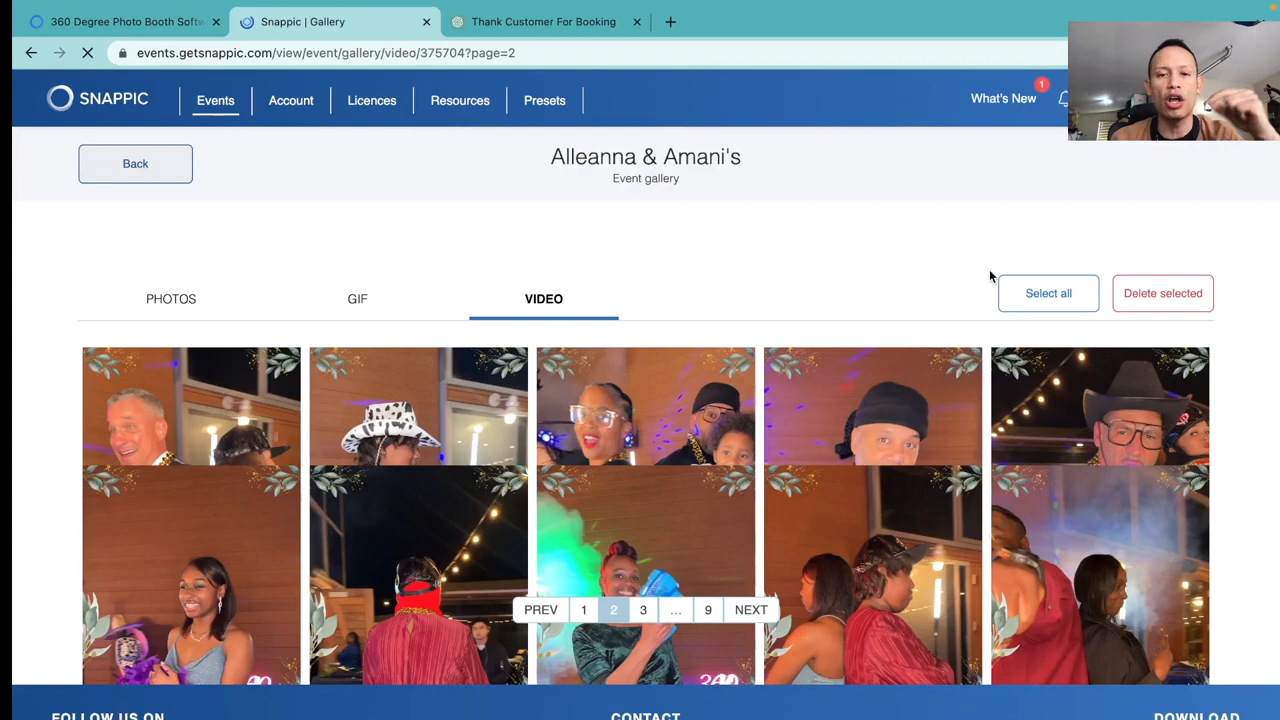 360 Degree Photo Booth Softw
Snappic | Gallery
Thank Customer For Booking
events.getsnappic.com/view/event/gallery/video/375704?page=2
SNAPPIC
Events
Account
Licences
Resources
Presets
What's New
1
Back
Alleanna & Amani's
Event gallery
PHOTOS
GIF
VIDEO
Select all
Delete selected
PREV
1
2
3
...
9
NEXT
360
FOLLOW US ON
CONTACT
DOWNLOAD